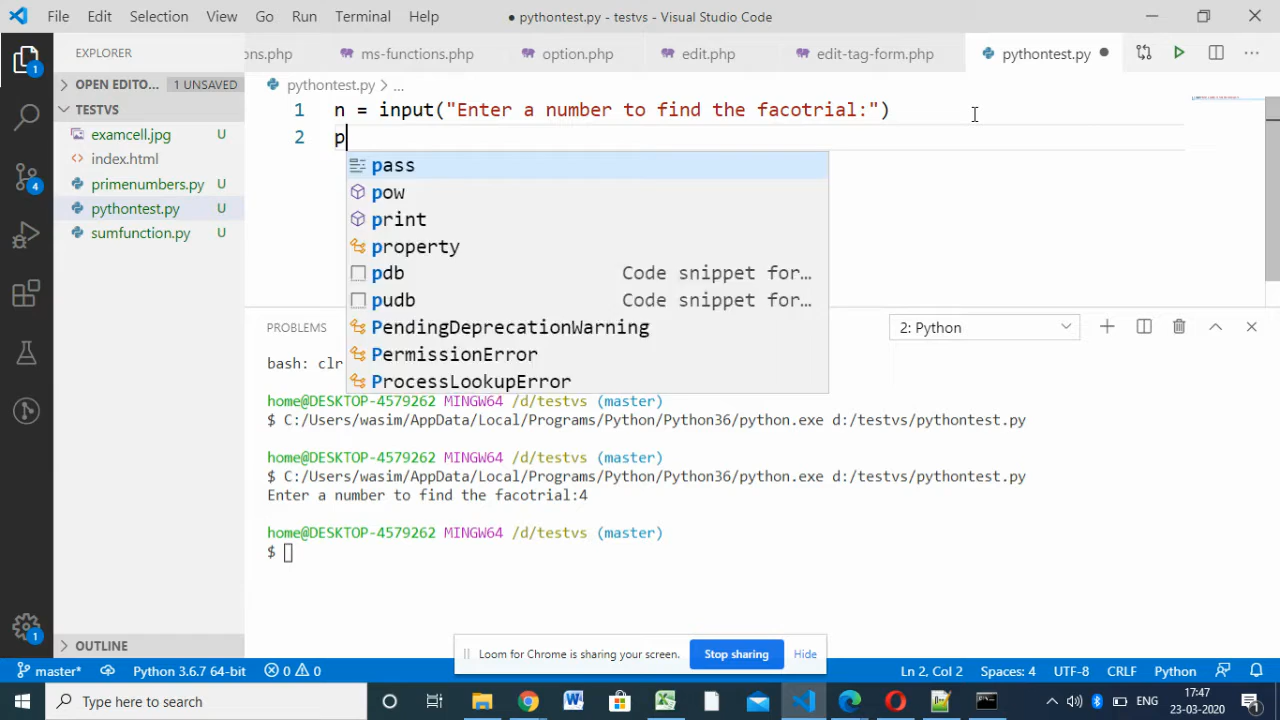 File Edit Selection View Go Run Terminal Help
● pythontest.py - testvs - Visual Studio Code
EXPLORER
ons.php ms-functions.php option.php edit.php edit-tag-form.php pythontest.py ●
OPEN EDITO... 1 UNSAVED
TESTVS
examcell.jpg U
index.html
primenumbers.py U
pythontest.py U
sumfunction.py U
OUTLINE
1
4
1
pythontest.py > ...
1 n = input("Enter a number to find the facotrial:")
2 p
pass
pow
print
property
pdb Code snippet for...
pudb Code snippet for...
PendingDeprecationWarning
PermissionError
ProcessLookupError
PROBLEMS
2: Python
bash: clr
home@DESKTOP-4579262 MINGW64 /d/testvs (master)
$ C:/Users/wasim/AppData/Local/Programs/Python/Python36/python.exe d:/testvs/pythontest.py
home@DESKTOP-4579262 MINGW64 /d/testvs (master)
$ C:/Users/wasim/AppData/Local/Programs/Python/Python36/python.exe d:/testvs/pythontest.py
Enter a number to find the facotrial:4
home@DESKTOP-4579262 MINGW64 /d/testvs (master)
$
Loom for Chrome is sharing your screen. Stop sharing Hide
master* Python 3.6.7 64-bit 0 0 Ln 2, Col 2 Spaces: 4 UTF-8 CRLF Python
Type here to search
ENG
17:47
23-03-2020
1